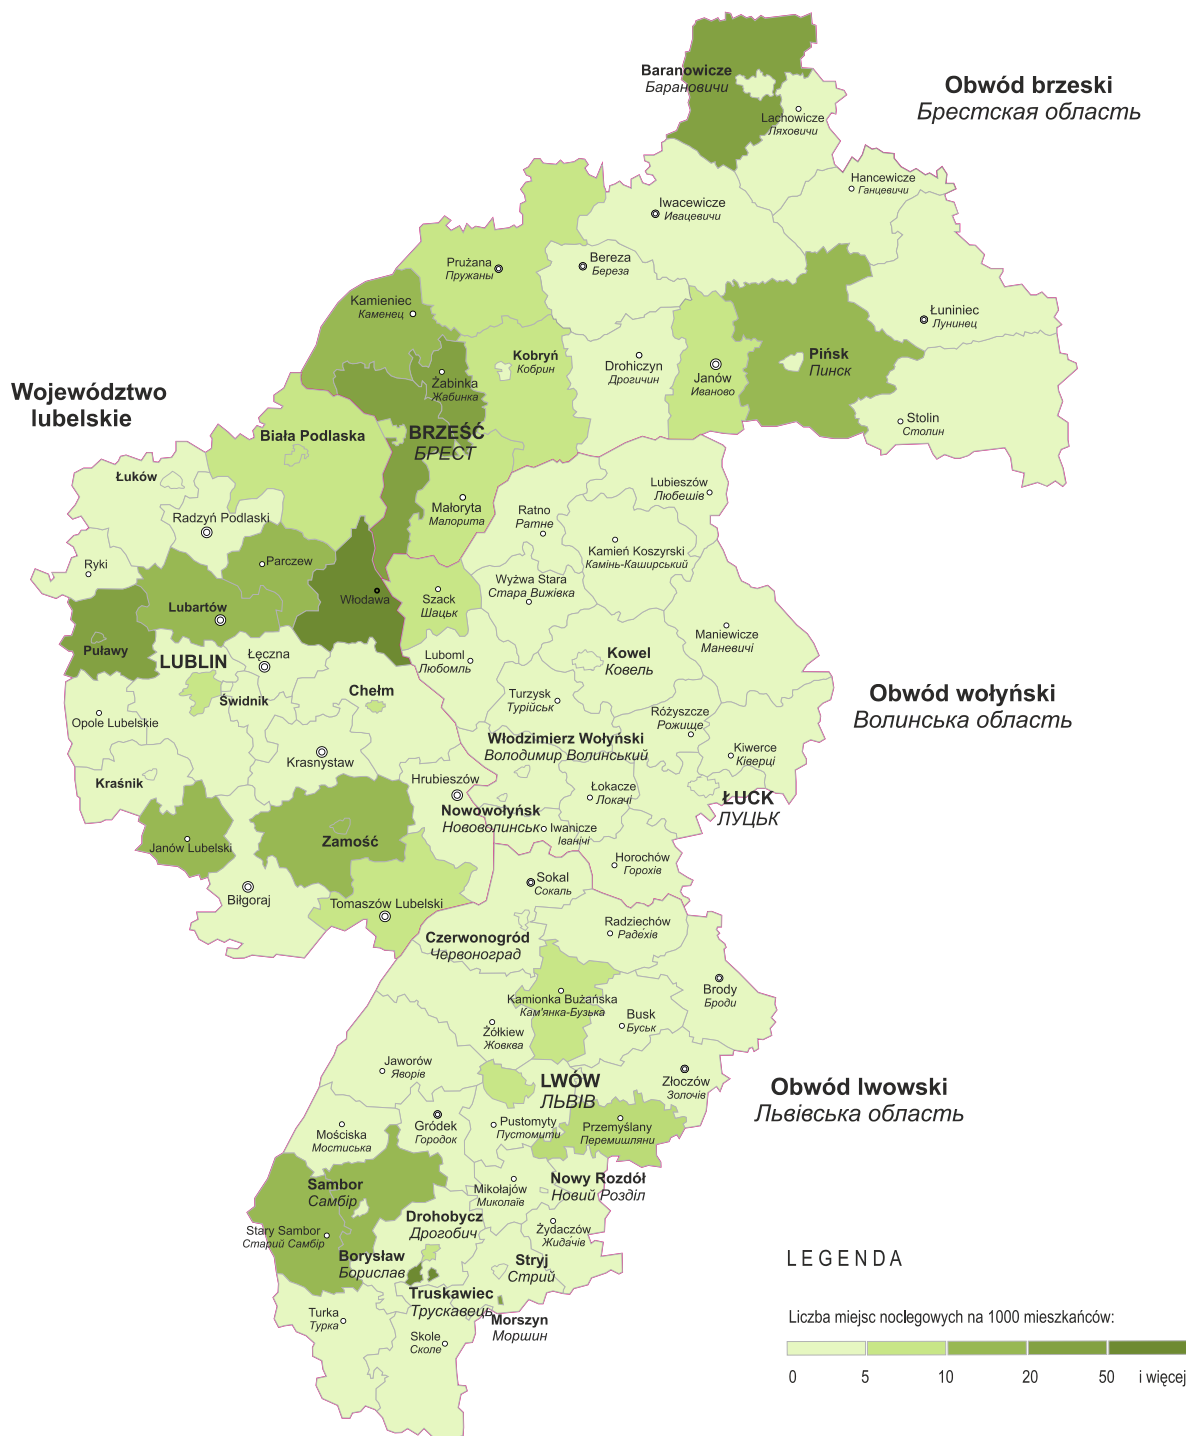 Baranowicze
Барановичи
Obwód brzeski
Брестская область
Lachowicze
Ляховичи
Hancewicze
Ганцевичи
Iwacewicze
Ивацевичи
Prużana
Пружаны
Bereza
Береза
Kamieniec
Каменец
Łuniniec
Лунинец
Kobryń
Кобрин
Drohiczyn
Дрогичин
Janów
Иваново
Pińsk
Пинск
Żabinka
Жабинка
Stolin
Столин
Województwo
lubelskie
Biała Podlaska
BRZEŚĆ
БРЕСТ
Łuków
Radzyń Podlaski
Małoryta
Малорита
Lubieszów
Любешів
Ratno
Ратне
Kamień Koszyrski
Камінь-Каширський
Ryki
Parczew
Wyżwa Stara
Стара Вижівка
Włodawa
Szack
Шацьк
Lubartów
Puławy
LUBLIN
Łęczna
Luboml
Любомль
Kowel
Ковель
Maniewicze
Маневичі
Świdnik
Chełm
Turzysk
Турійськ
Obwód wołyński
Волинська область
Opole Lubelskie
Różyszcze
Рожище
Włodzimierz Wołyński
Володимир Волинський
Kiwerce
Ківерці
Krasnystaw
Kraśnik
Hrubieszów
Łokacze
Локачі
ŁUCK
ЛУЦЬК
Nowowołyńsk
Нововолинськ
Iwanicze
Іваничі
Janów Lubelski
Zamość
Horochów
Горохів
Sokal
Сокаль
Biłgoraj
Tomaszów Lubelski
Radziechów
Радехів
Czerwonogród
Червоноград
Kamionka Bużańska
Кам'янка-Бузька
Brody
Броди
Busk
Буськ
Żółkiew
Жовква
Jaworów
Яворів
LWÓW
ЛЬВІВ
Złoczów
Золочів
Obwód lwowski
Львівська область
Gródek
Городок
Pustomyty
Пустомити
Przemyślany
Перемишляни
Mościska
Мостиська
Sambor
Самбір
Mikołajów
Миколаїв
Nowy Rozdół
Новий Розділ
Stary Sambor
Старий Самбір
Drohobycz
Дрогобич
Żydaczów
Жидачів
Borysław
Борислав
Stryj
Стрий
Truskawiec
Трускавець
Morszyn
Моршин
Turka
Турка
Skole
Сколе
LEGENDA
Liczba miejsc noclegowych na 1000 mieszkańców:
0 5 10 20 50 i więcej